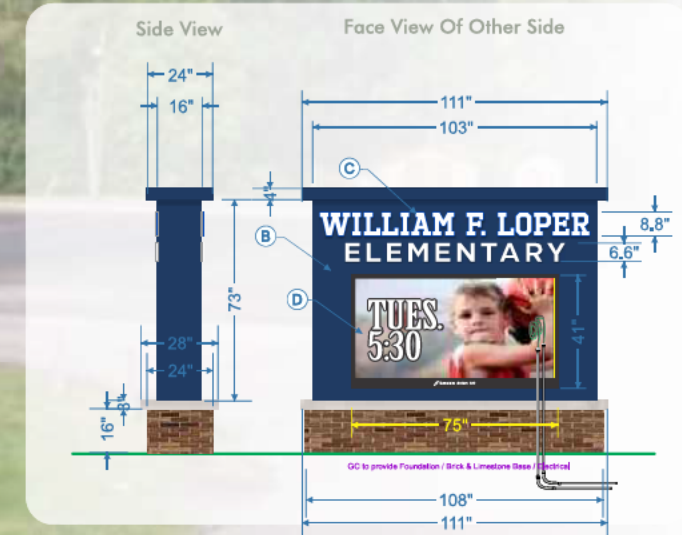 Side View
Face View Of Other Side
24"
16"
111"
103"
C
4"
WILLIAM F. LOPER
8.8"
B
ELEMENTARY
6.6"
D
TUES.
5:30
73"
41"
28"
24"
16"
75"
GC to provide Foundation / Brick & Limestone Base / Electrical
108"
111"